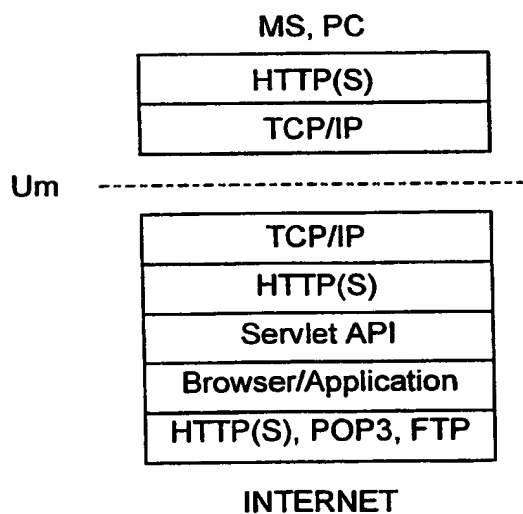 MS, PC
HTTP(S)
TCP/IP
Um
TCP/IP
HTTP(S)
Servlet API
Browser/Application
HTTP(S), POP3, FTP
INTERNET